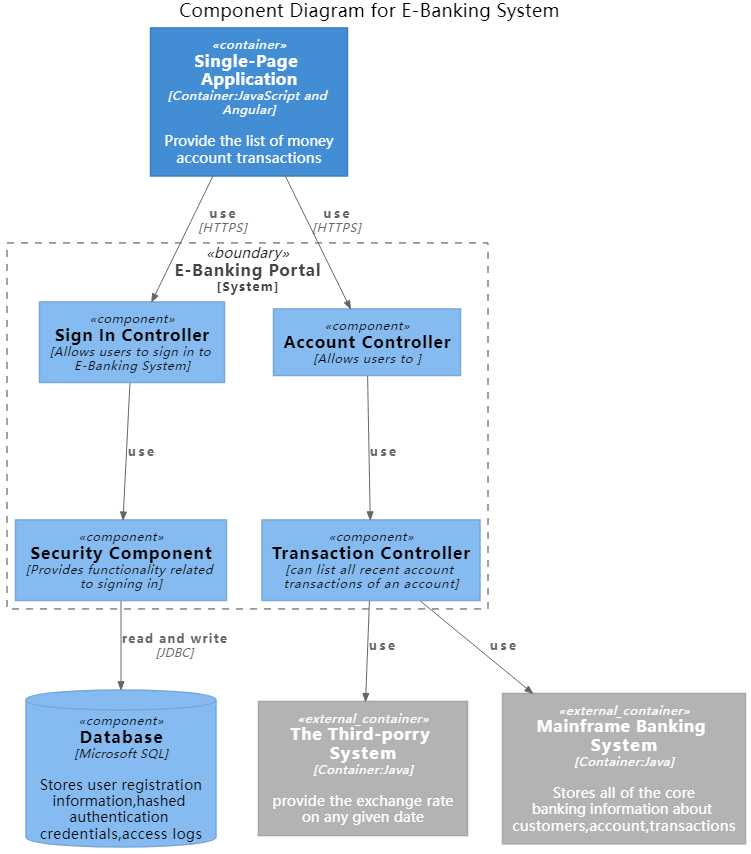 Component Diagram for E-Banking System
«container»
Single-Page
Application
[Container:JavaScript and
Angular]
Provide the list of money
account transactions
use
[HTTPS]
use
[HTTPS]
«boundary»
E-Banking Portal
[System]
«component»
Sign In Controller
[Allows users to sign in to
E-Banking System]
«component»
Account Controller
[Allows users to ]
use
use
«component»
Security Component
[Provides functionality related
to signing in]
«component»
Transaction Controller
[can list all recent account
transactions of an account]
read and write
[JDBC]
use
use
«component»
Database
[Microsoft SQL]
Stores user registration
information,hashed
authentication
credentials,access logs
«external_container»
The Third-porry
System
[Container:Java]
provide the exchange rate
on any given date
«external_container»
Mainframe Banking
System
[Container:Java]
Stores all of the core
banking information about
customers,account,transactions